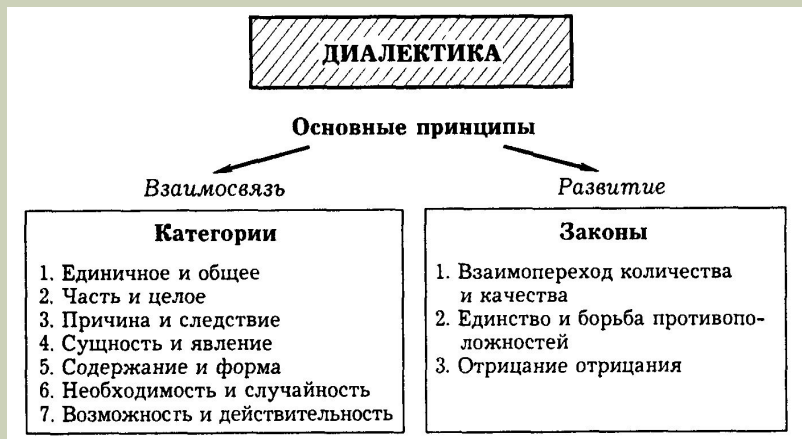 ДИАЛЕКТИКА
Основные принципы
Взаимосвязь
Категории
1. Единичное и общее
2. Часть и целое
3. Причина и следствие
4. Сущность и явление
5. Содержание и форма
6. Необходимость и случайность
7. Возможность и действительность
Развитие
Законы
1. Взаимопереход количества
и качества
2. Единство и борьба противопо-
ложностей
3. Отрицание отрицания